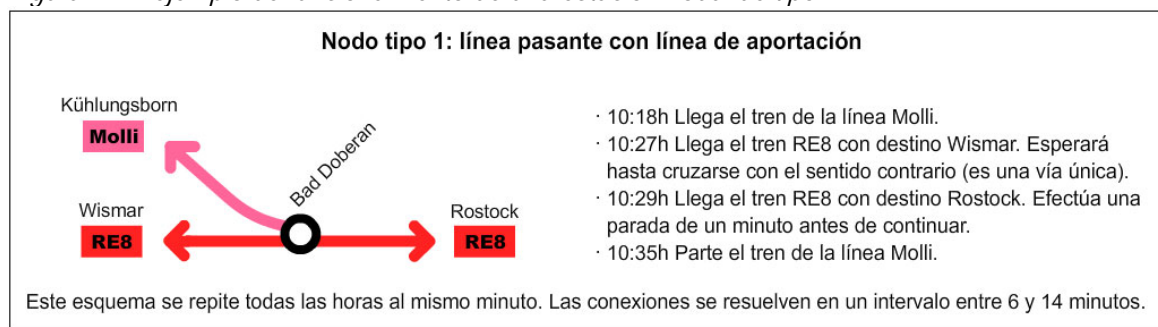 Nodo tipo 1: línea pasante con línea de aportación
Kühlungsborn
Molli
Bad Doberan
Wismar
RE8
Rostock
RE8
· 10:18h Llega el tren de la línea Molli.
· 10:27h Llega el tren RE8 con destino Wismar. Esperará
hasta cruzarse con el sentido contrario (es una vía única).
· 10:29h Llega el tren RE8 con destino Rostock. Efectúa una
parada de un minuto antes de continuar.
· 10:35h Parte el tren de la línea Molli.
Este esquema se repite todas las horas al mismo minuto. Las conexiones se resuelven en un intervalo entre 6 y 14 minutos.